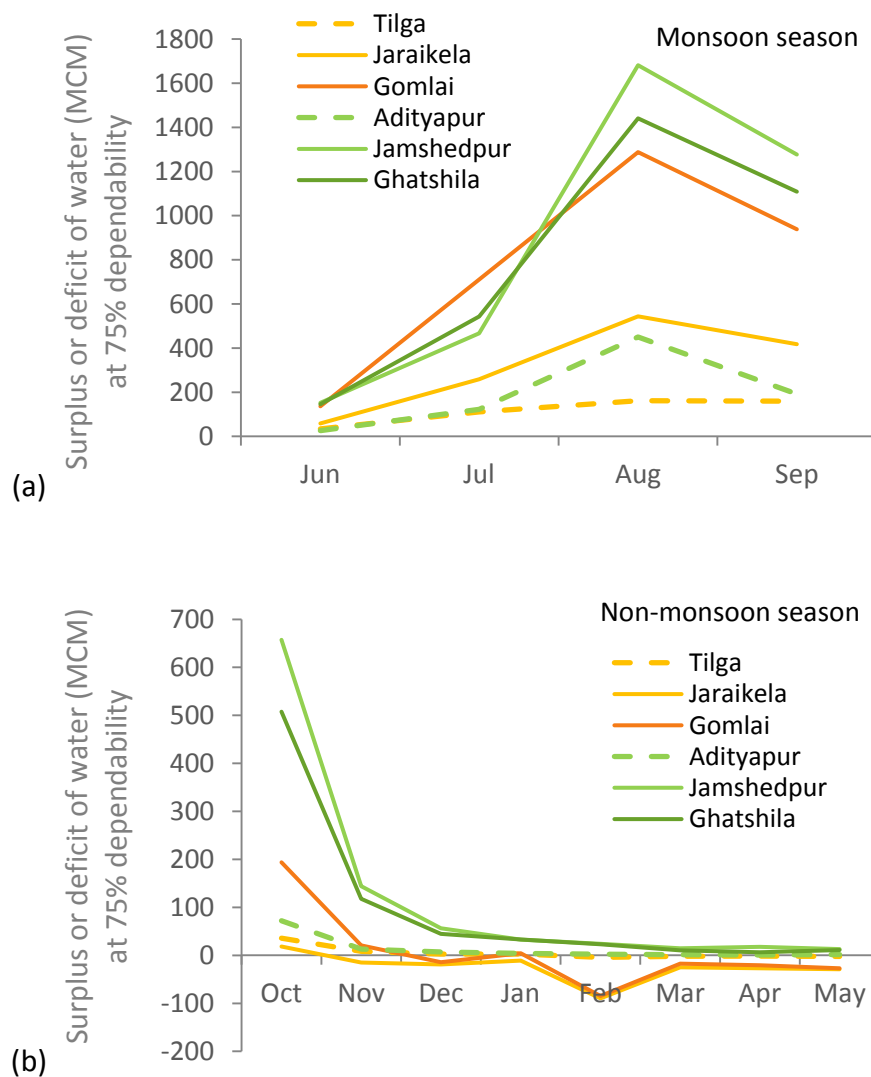 Surplus or deficit of water (MCM)
at 75% dependability
Monsoon season
Tilga
Jaraikela
Gomlai
Adityapur
Jamshedpur
Ghatshila
1800
1600
1400
1200
1000
800
600
400
200
0
Jun Jul Aug Sep
(a)
Surplus or deficit of water (MCM)
at 75% dependability
Non-monsoon season
Tilga
Jaraikela
Gomlai
Adityapur
Jamshedpur
Ghatshila
700
600
500
400
300
200
100
0
-100
-200
Oct Nov Dec Jan Feb Mar Apr May
(b)